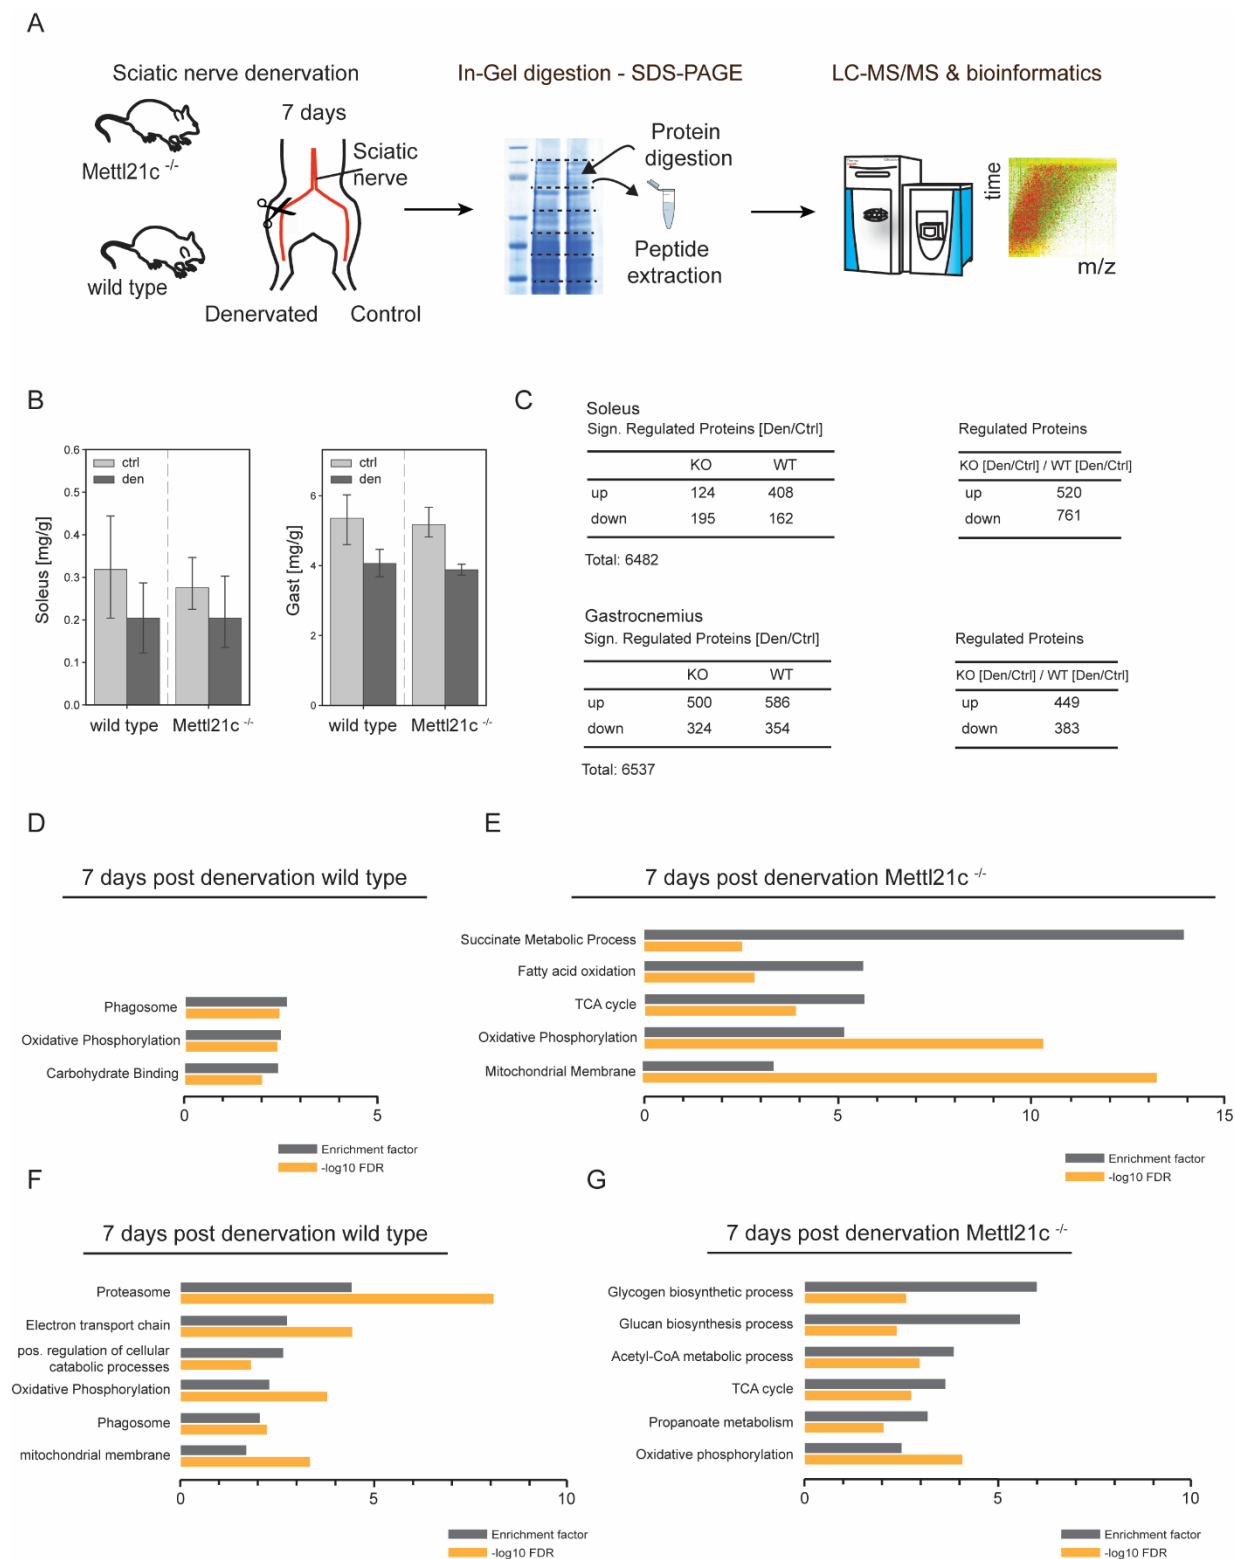 A
Sciatic nerve denervation
In-Gel digestion - SDS-PAGE
LC-MS/MS & bioinformatics
7 days
Mettl21c -/-
Sciatic
nerve
wild type
Denervated
Control
Protein
digestion
Peptide
extraction
time
m/z
B
ctrl
den
Soleus [mg/g]
0.6
0.5
0.4
0.3
0.2
0.1
0.0
wild type
Mettl21c -/-
ctrl
den
Gast [mg/g]
6
4
2
0
wild type
Mettl21c -/-
C
Soleus
Sign. Regulated Proteins [Den/Ctrl]
KO WT
up 124 408
down 195 162
Total: 6482
Regulated Proteins
KO [Den/Ctrl] / WT [Den/Ctrl]
up 520
down 761
Gastrocnemius
Sign. Regulated Proteins [Den/Ctrl]
KO WT
up 500 586
down 324 354
Total: 6537
Regulated Proteins
KO [Den/Ctrl] / WT [Den/Ctrl]
up 449
down 383
D
7 days post denervation wild type
Phagosome
Oxidative Phosphorylation
Carbohydrate Binding
0 5
Enrichment factor
-log10 FDR
E
7 days post denervation Mettl21c -/-
Succinate Metabolic Process
Fatty acid oxidation
TCA cycle
Oxidative Phosphorylation
Mitochondrial Membrane
0 5 10 15
Enrichment factor
-log10 FDR
F
7 days post denervation wild type
Proteasome
Electron transport chain
pos. regulation of cellular
catabolic processes
Oxidative Phosphorylation
Phagosome
mitochondrial membrane
0 5 10
Enrichment factor
-log10 FDR
G
7 days post denervation Mettl21c -/-
Glycogen biosynthetic process
Glucan biosynthesis process
Acetyl-CoA metabolic process
TCA cycle
Propanoate metabolism
Oxidative phosphorylation
0 5 10
Enrichment factor
-log10 FDR